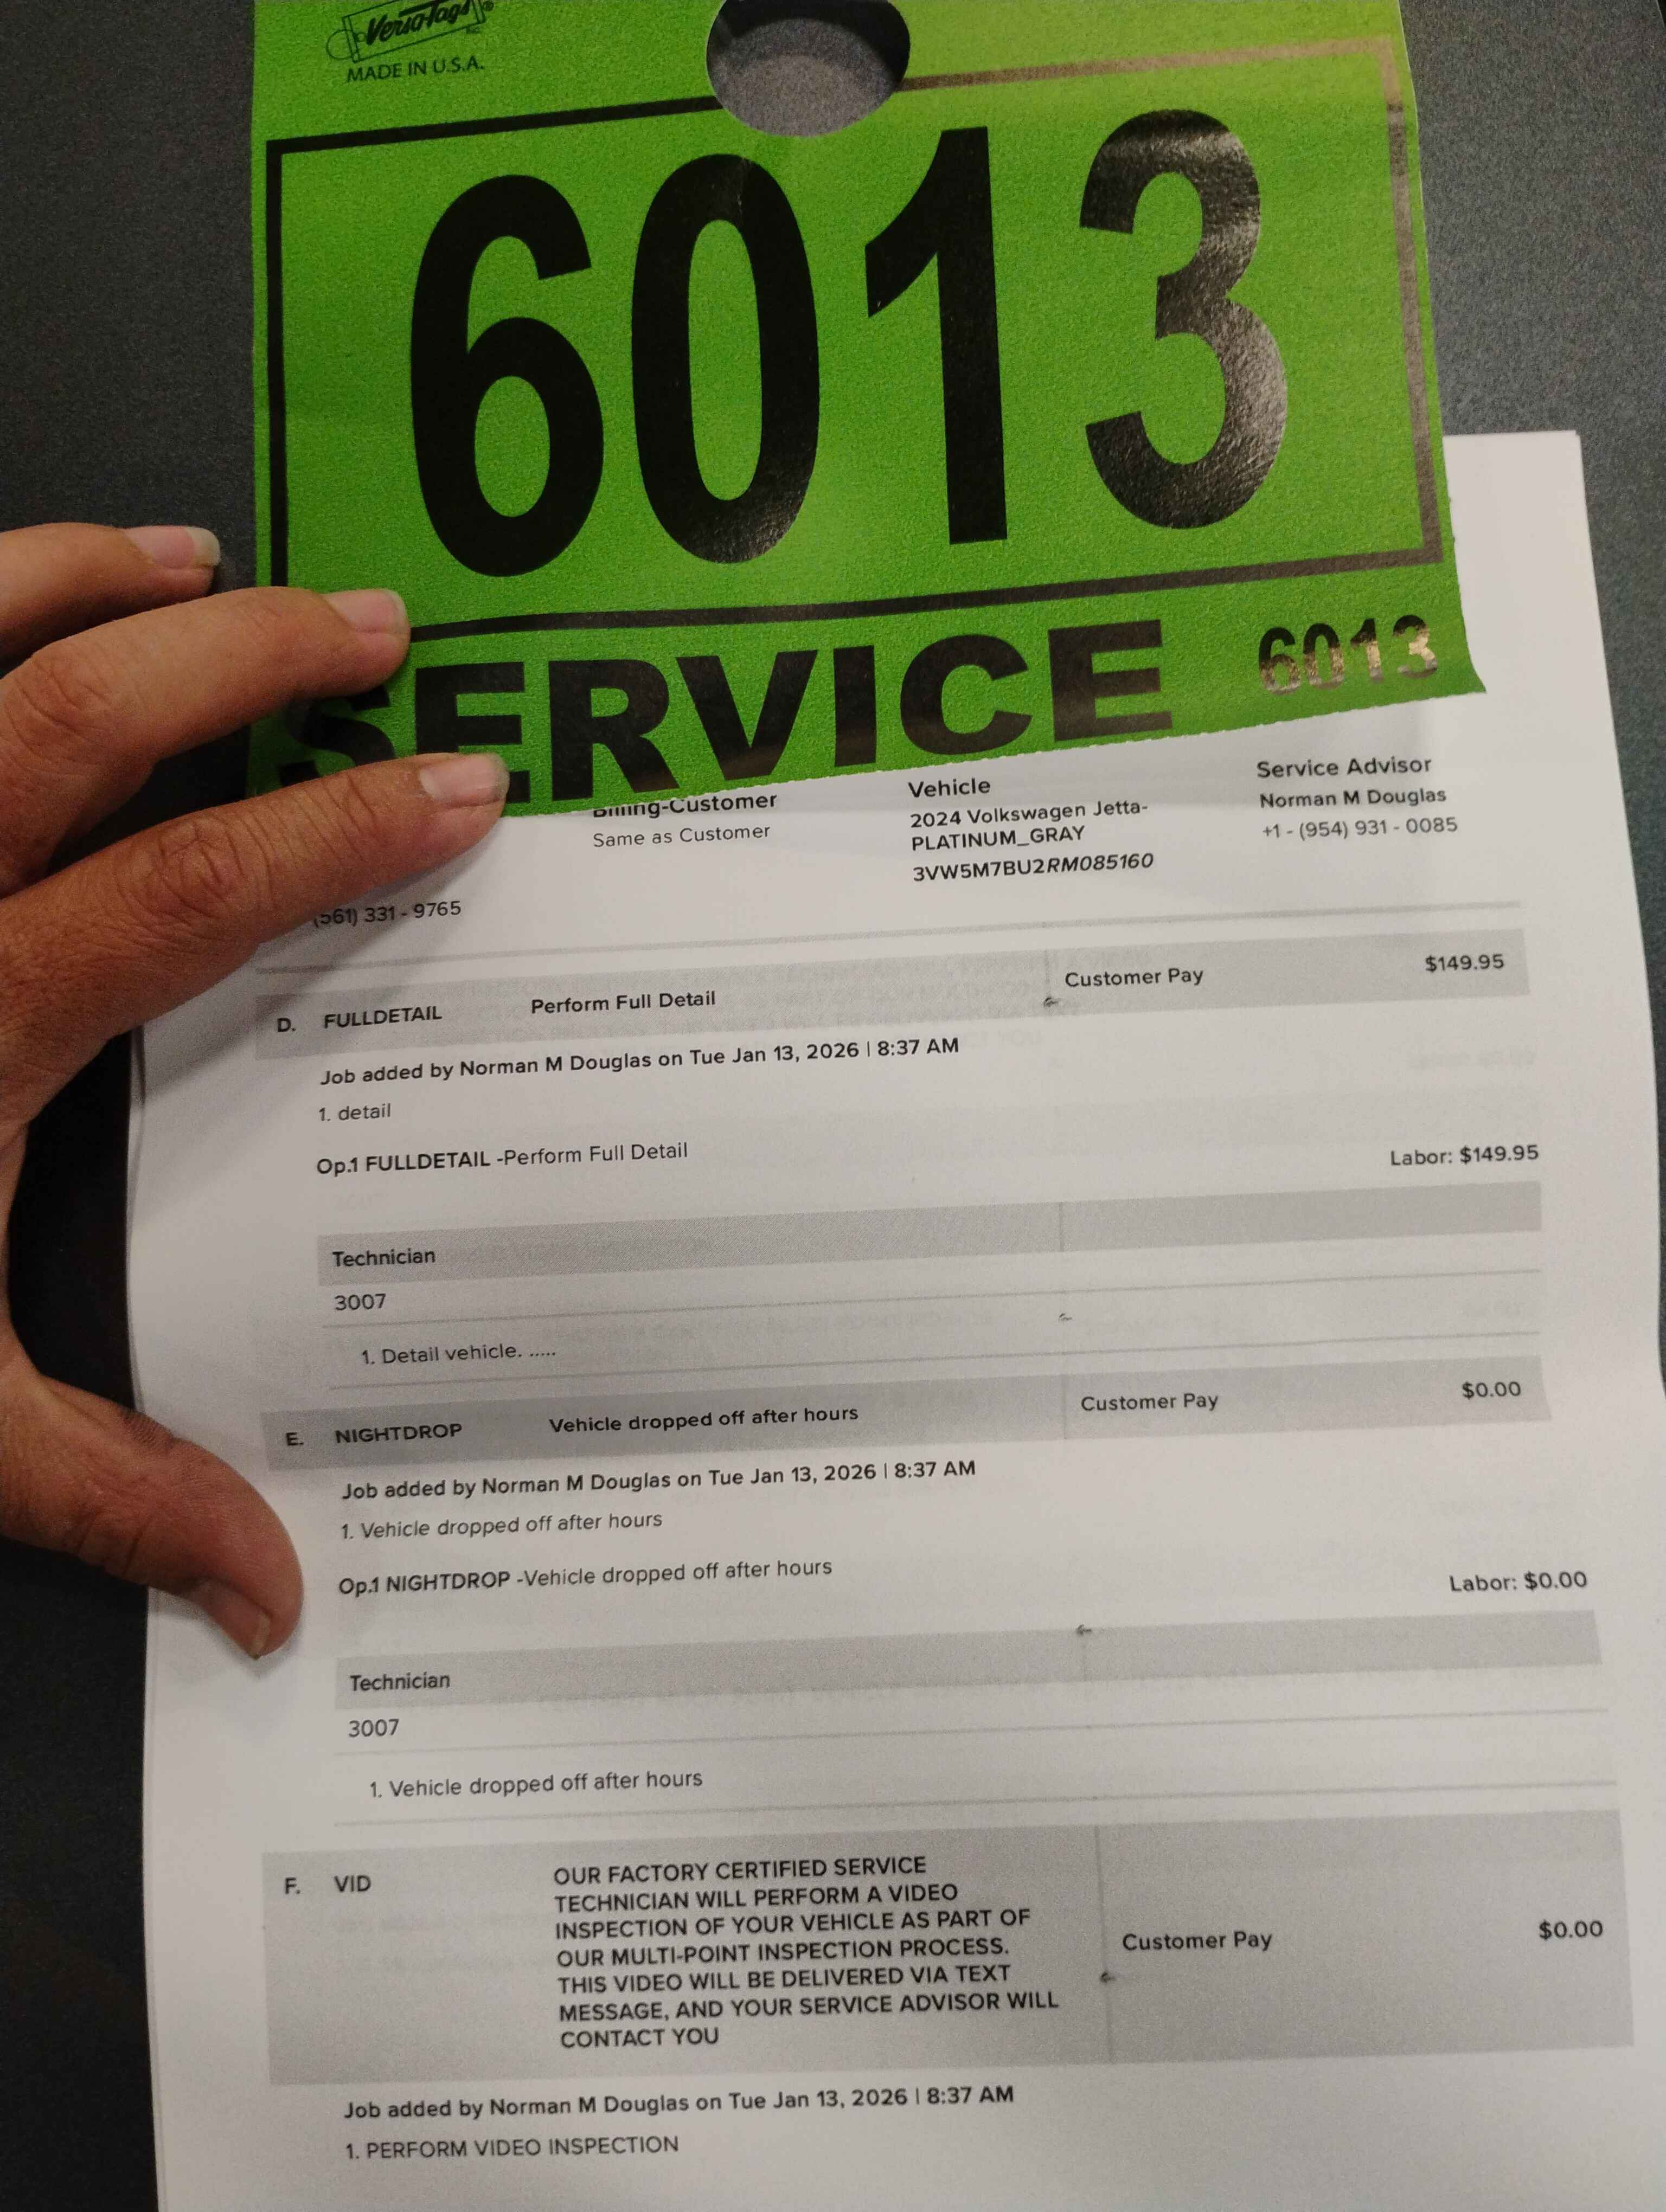 VersaTags®
INC.
MADE IN U.S.A.
6013
SERVICE 6013
Billing-Customer
Same as Customer
Vehicle
2024 Volkswagen Jetta-
PLATINUM_GRAY
3VW5M7BU2RM085160
Service Advisor
Norman M Douglas
+1 - (954) 931 - 0085
(561) 331 - 9765
D. FULLDETAIL Perform Full Detail Customer Pay $149.95
Job added by Norman M Douglas on Tue Jan 13, 2026 | 8:37 AM
1. detail
Op.1 FULLDETAIL -Perform Full Detail Labor: $149.95
Technician
3007
1. Detail vehicle. .....
E. NIGHTDROP Vehicle dropped off after hours Customer Pay $0.00
Job added by Norman M Douglas on Tue Jan 13, 2026 | 8:37 AM
1. Vehicle dropped off after hours
Op.1 NIGHTDROP -Vehicle dropped off after hours Labor: $0.00
Technician
3007
1. Vehicle dropped off after hours
F. VID OUR FACTORY CERTIFIED SERVICE
TECHNICIAN WILL PERFORM A VIDEO
INSPECTION OF YOUR VEHICLE AS PART OF
OUR MULTI-POINT INSPECTION PROCESS.
THIS VIDEO WILL BE DELIVERED VIA TEXT
MESSAGE, AND YOUR SERVICE ADVISOR WILL
CONTACT YOU
Customer Pay $0.00
Job added by Norman M Douglas on Tue Jan 13, 2026 | 8:37 AM
1. PERFORM VIDEO INSPECTION